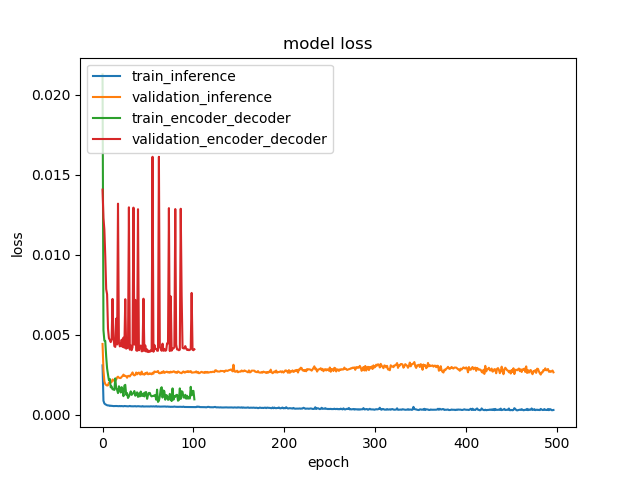 model loss
train_inference
validation_inference
train_encoder_decoder
validation_encoder_decoder
0.020
0.015
0.010
0.005
0.000
loss
0 100 200 300 400 500
epoch